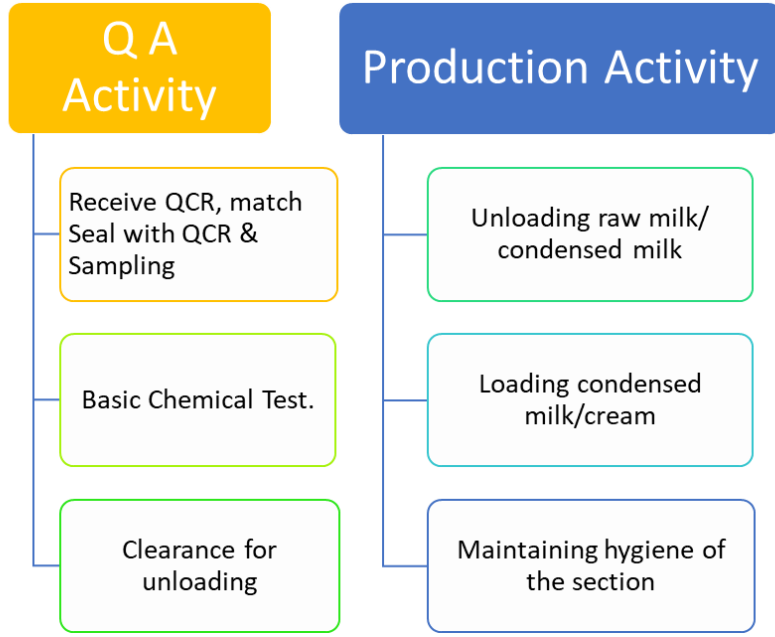 Q A
Activity
Receive QCR, match
Seal with QCR &
Sampling
Basic Chemical Test.
Clearance for
unloading
Production Activity
Unloading raw milk/
condensed milk
Loading condensed
milk/cream
Maintaining hygiene of
the section